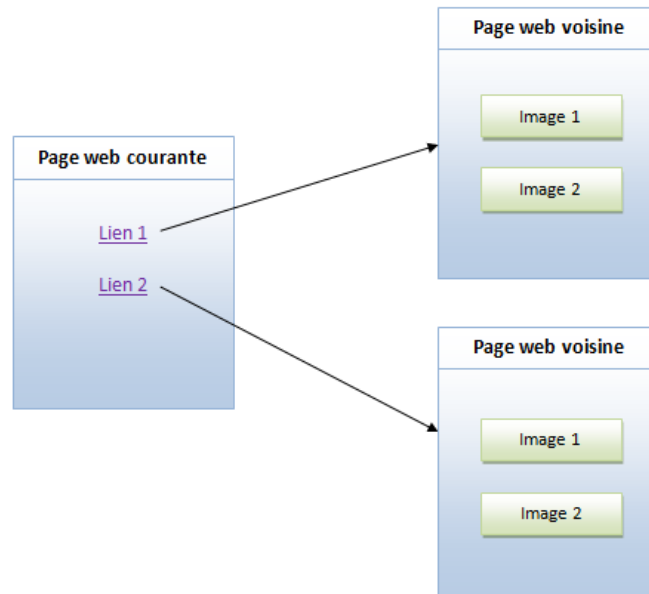 Page web courante
Lien 1
Lien 2
Page web voisine
Image 1
Image 2
Page web voisine
Image 1
Image 2